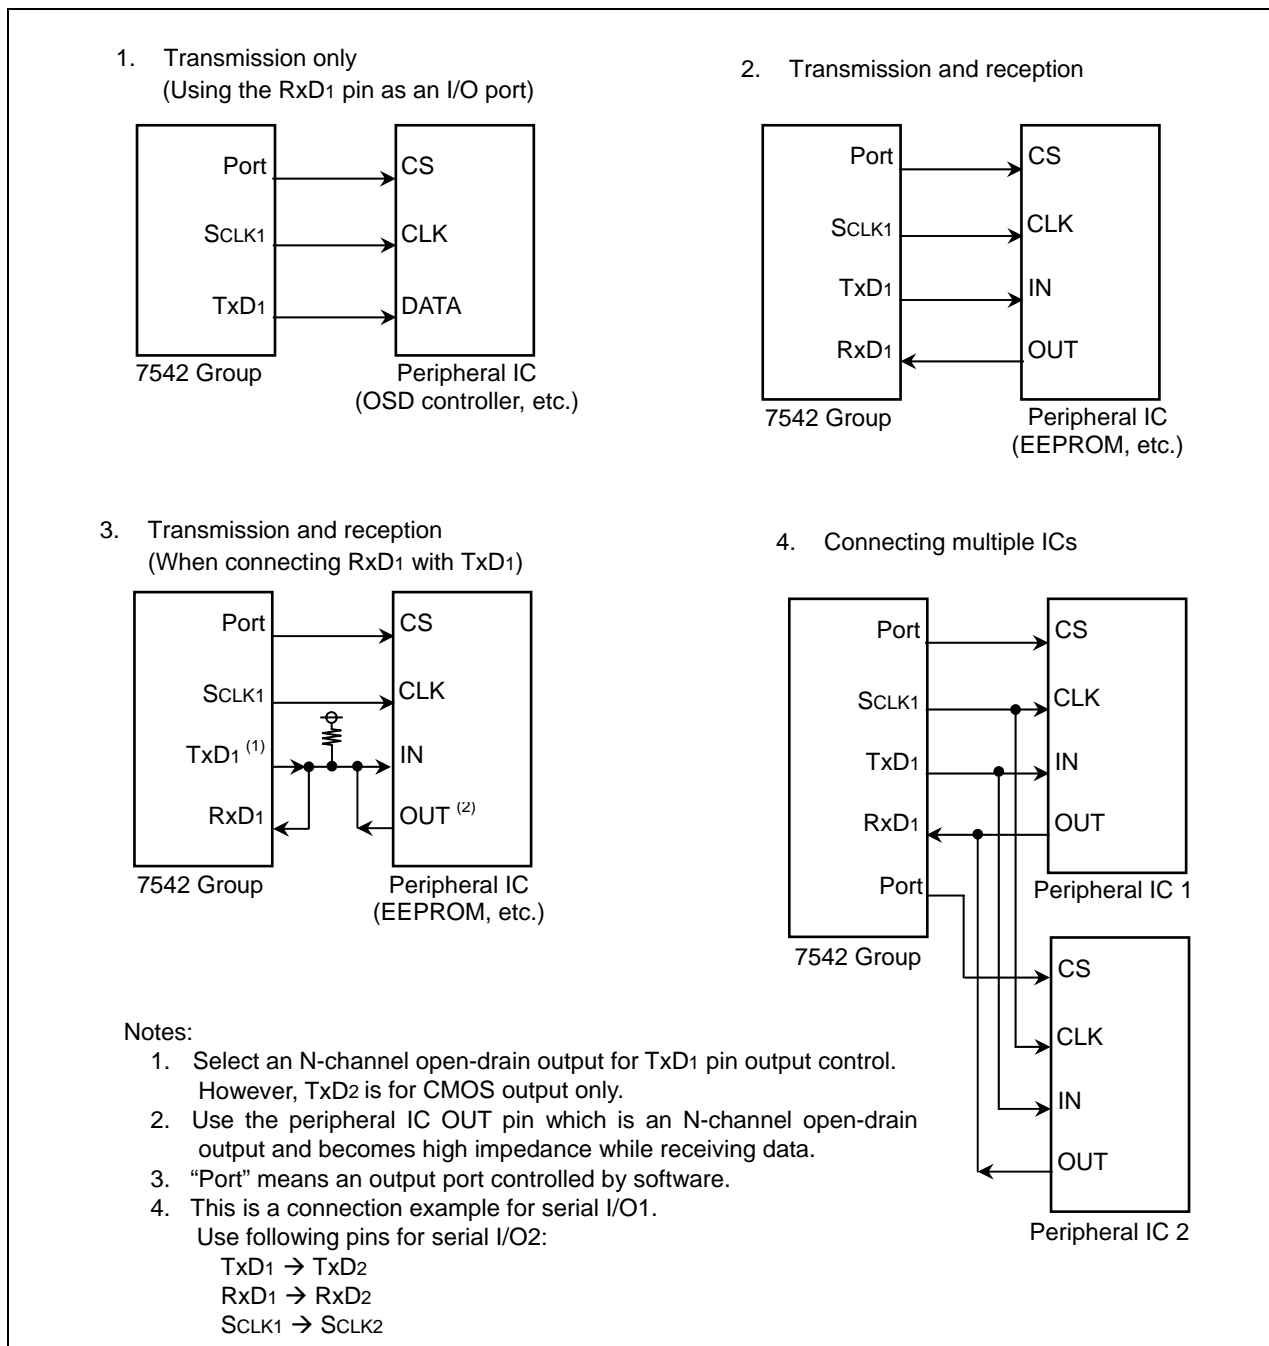 1. Transmission only
(Using the RxD1 pin as an I/O port)
Port
CS
SCLK1
CLK
TxD1
DATA
7542 Group
Peripheral IC
(OSD controller, etc.)
2. Transmission and reception
Port
CS
SCLK1
CLK
TxD1
IN
RxD1
OUT
7542 Group
Peripheral IC
(EEPROM, etc.)
3. Transmission and reception
(When connecting RxD1 with TxD1)
Port
CS
SCLK1
CLK
TxD1 (1)
IN
RxD1
OUT (2)
7542 Group
Peripheral IC
(EEPROM, etc.)
4. Connecting multiple ICs
Port
CS
SCLK1
CLK
TxD1
IN
RxD1
OUT
Port
Peripheral IC 1
7542 Group
CS
CLK
IN
OUT
Peripheral IC 2
Notes:
1. Select an N-channel open-drain output for TxD1 pin output control.
However, TxD2 is for CMOS output only.
2. Use the peripheral IC OUT pin which is an N-channel open-drain
output and becomes high impedance while receiving data.
3. “Port” means an output port controlled by software.
4. This is a connection example for serial I/O1.
Use following pins for serial I/O2:
TxD1 → TxD2
RxD1 → RxD2
SCLK1 → SCLK2